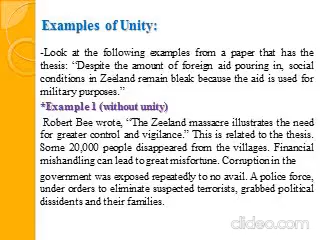 Examples of Unity:
-Look at the following examples from a paper that has the
thesis: “Despite the amount of foreign aid pouring in, social
conditions in Zeeland remain bleak because the aid is used for
military purposes.”
*Example 1 (without unity)
Robert Bee wrote, “The Zeeland massacre illustrates the need
for greater control and vigilance.” This is related to the thesis.
Some 20,000 people disappeared from the villages. Financial
mishandling can lead to great misfortune. Corruption in the
government was exposed repeatedly to no avail. A police force,
under orders to eliminate suspected terrorists, grabbed political
dissidents and their families.
clideo.com